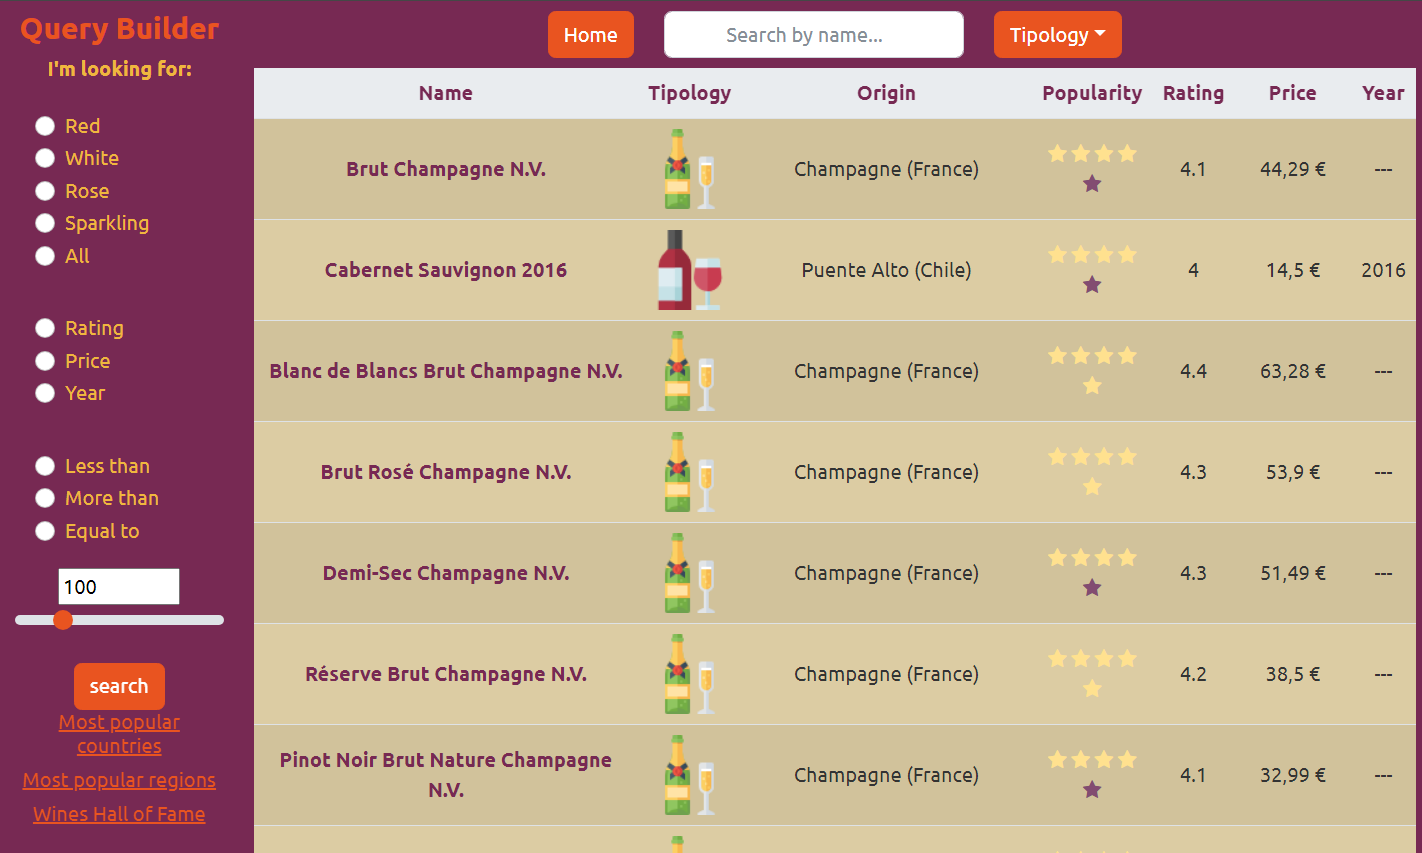 Query Builder
I'm looking for:
Red
White
Rose
Sparkling
All
Rating
Price
Year
Less than
More than
Equal to
100
search
Most popular
countries
Most popular regions
Wines Hall of Fame
Home
Search by name...
Tipology
Name Tipology Origin Popularity Rating Price Year
Brut Champagne N.V. Champagne (France) 4.1 44,29 € ---
Cabernet Sauvignon 2016 Puente Alto (Chile) 4 14,5 € 2016
Blanc de Blancs Brut Champagne N.V. Champagne (France) 4.4 63,28 € ---
Brut Rosé Champagne N.V. Champagne (France) 4.3 53,9 € ---
Demi-Sec Champagne N.V. Champagne (France) 4.3 51,49 € ---
Réserve Brut Champagne N.V. Champagne (France) 4.2 38,5 € ---
Pinot Noir Brut Nature Champagne
N.V. Champagne (France) 4.1 32,99 € ---